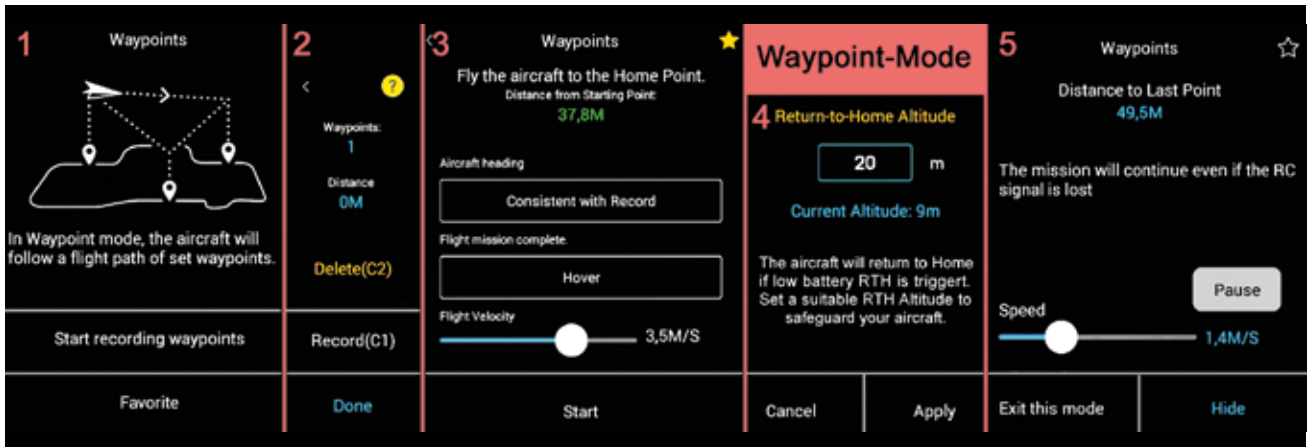 1
Waypoints
In Waypoint mode, the aircraft will
follow a flight path of set waypoints.
Start recording waypoints
Favorite
2
<
?
Waypoints:
1
Distance
0M
Delete(C2)
Record(C1)
Done
<
3
Waypoints
Fly the aircraft to the Home Point.
Distance from Starting Point:
37,8M
Aircraft heading
Consistent with Record
Flight mission complete.
Hover
Flight Velocity
3,5M/S
Start
Waypoint-Mode
4 Return-to-Home Altitude
20 m
Current Altitude: 9m
The aircraft will return to Home
if low battery RTH is triggert.
Set a suitable RTH Altitude to
safeguard your aircraft.
Cancel Apply
5
Waypoints
Distance to Last Point
49,5M
The mission will continue even if the RC
signal is lost
Pause
Speed
1,4M/S
Exit this mode Hide